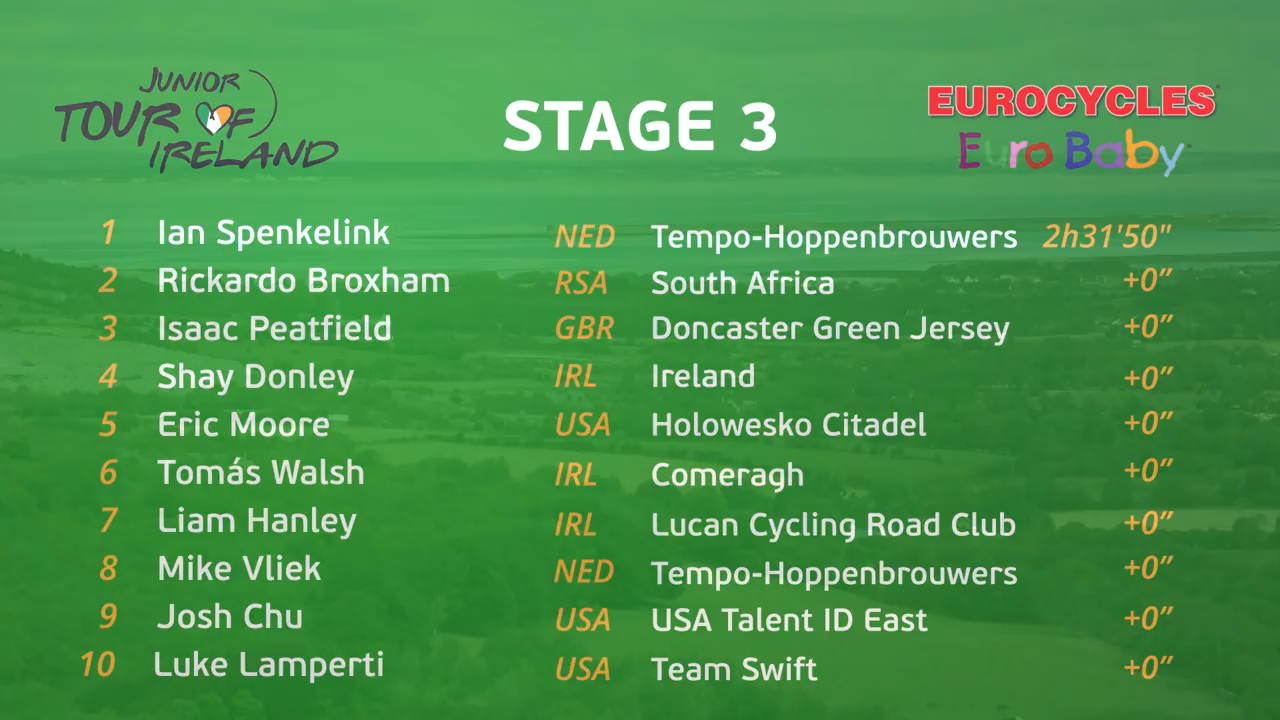 JUNIOR
TOUR OF
IRELAND
STAGE 3
EUROCYCLES
Euro Baby
1 Ian Spenkelink NED Tempo-Hoppenbrouwers 2h31'50"
2 Rickardo Broxham RSA South Africa +0”
3 Isaac Peatfield GBR Doncaster Green Jersey +0”
4 Shay Donley IRL Ireland +0”
5 Eric Moore USA Holowesko Citadel +0”
6 Tomás Walsh IRL Comeragh +0”
7 Liam Hanley IRL Lucan Cycling Road Club +0”
8 Mike Vliek NED Tempo-Hoppenbrouwers +0”
9 Josh Chu USA USA Talent ID East +0”
10 Luke Lamperti USA Team Swift +0”